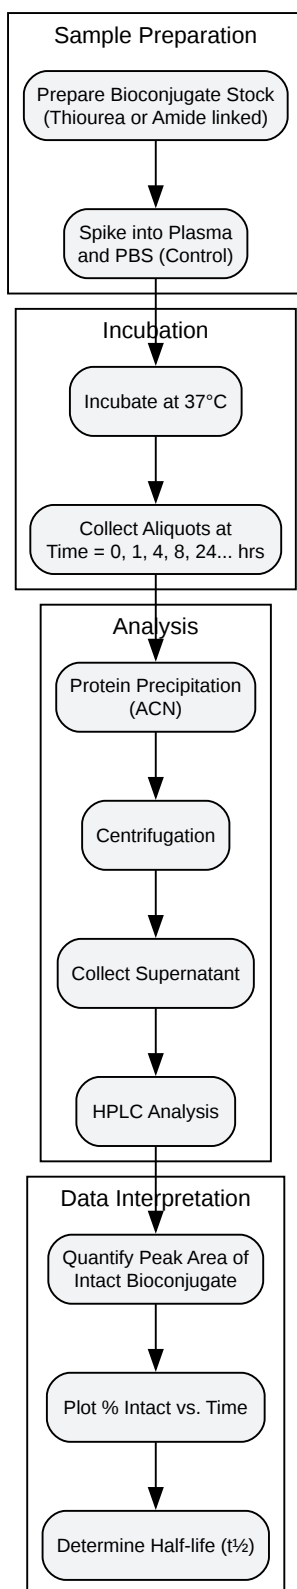 Sample Preparation
Prepare Bioconjugate Stock
(Thiourea or Amide linked)
Spike into Plasma
and PBS (Control)
Incubation
Incubate at 37°C
Collect Aliquots at
Time = 0, 1, 4, 8, 24... hrs
Analysis
Protein Precipitation
(ACN)
Centrifugation
Collect Supernatant
HPLC Analysis
Data Interpretation
Quantify Peak Area of
Intact Bioconjugate
Plot % Intact vs. Time
Determine Half-life (t½)